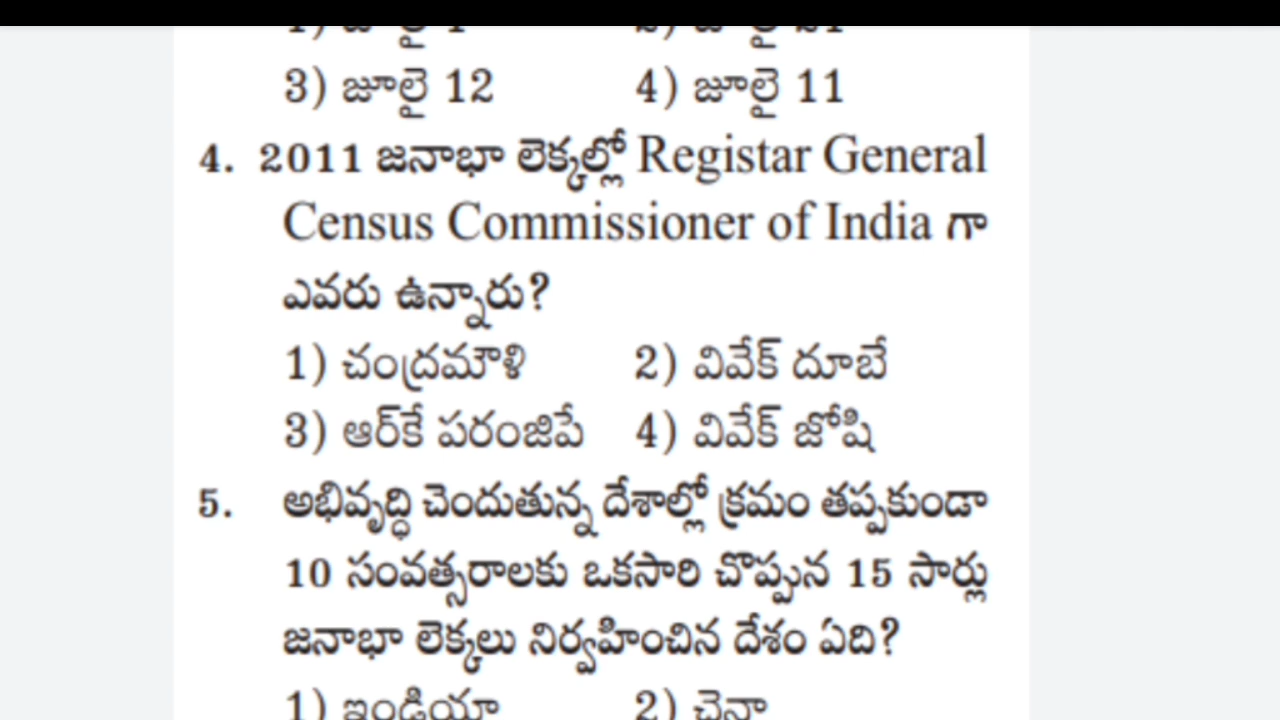 3) జూలై 12 4) జూలై 11
4. 2011 జనాభా లెక్కల్లో Registar General
Census Commissioner of India గా
ఎవరు ఉన్నారు?
1) చంద్రమౌళి 2) వివేక్ దూబే
3) ఆర్‌కే పరంజిపే 4) వివేక్ జోషి
5. అభివృద్ధి చెందుతున్న దేశాల్లో క్రమం తప్పకుండా
10 సంవత్సరాలకు ఒకసారి చొప్పున 15 సార్లు
జనాభా లెక్కలు నిర్వహించిన దేశం ఏది?
1) ఇండియా 2) చైనా